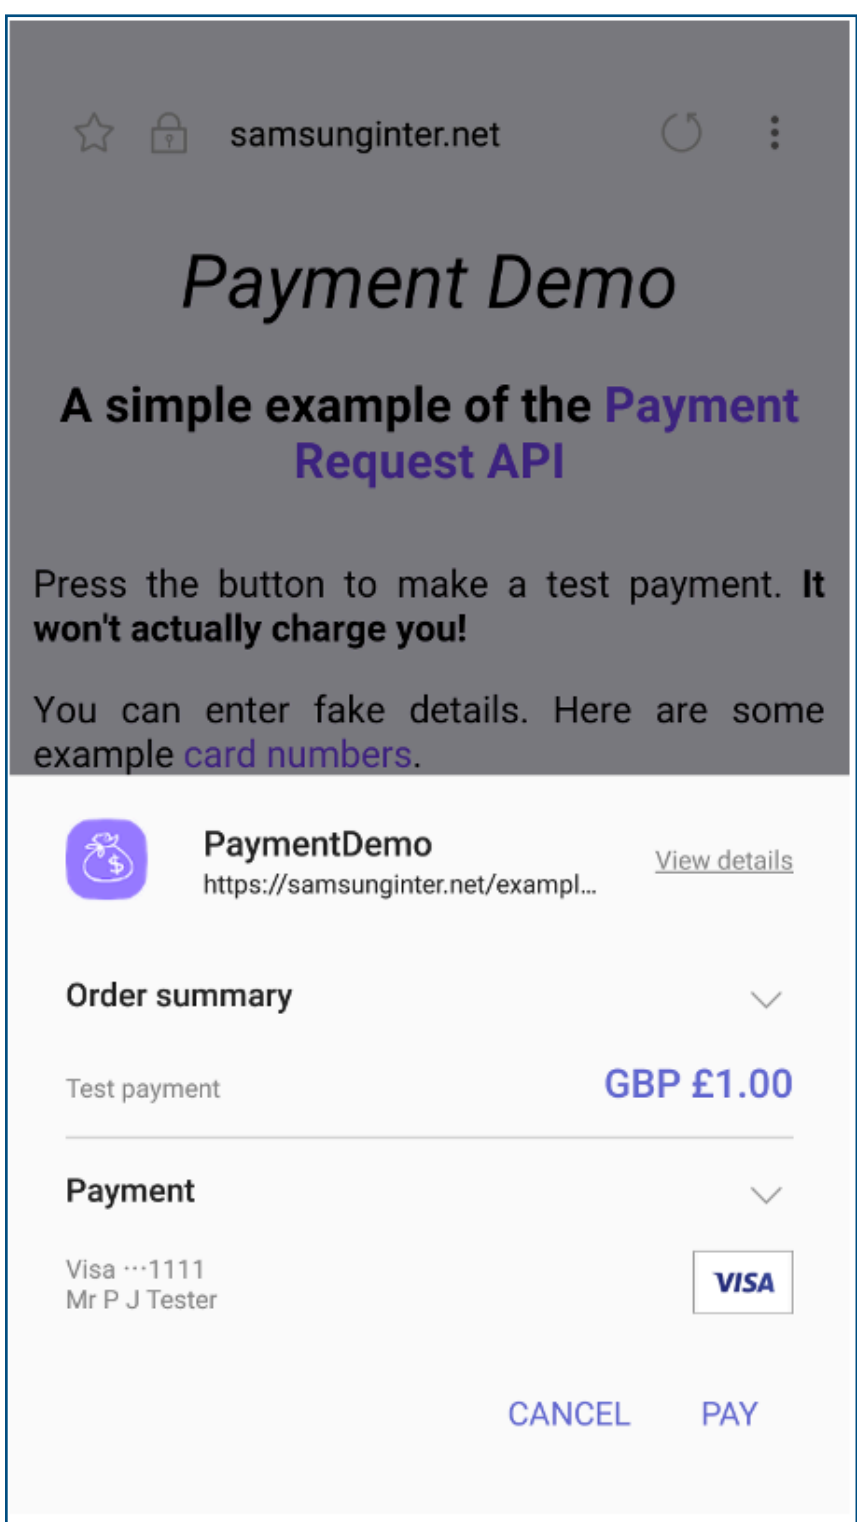 samsunginter.net
Payment Demo
A simple example of the Payment
Request API
Press the button to make a test payment. It
won't actually charge you!
You can enter fake details. Here are some
example card numbers.
PaymentDemo
https://samsunginter.net/exampl...
View details
Order summary
Test payment
GBP £1.00
Payment
Visa ···1111
Mr P J Tester
VISA
CANCEL PAY